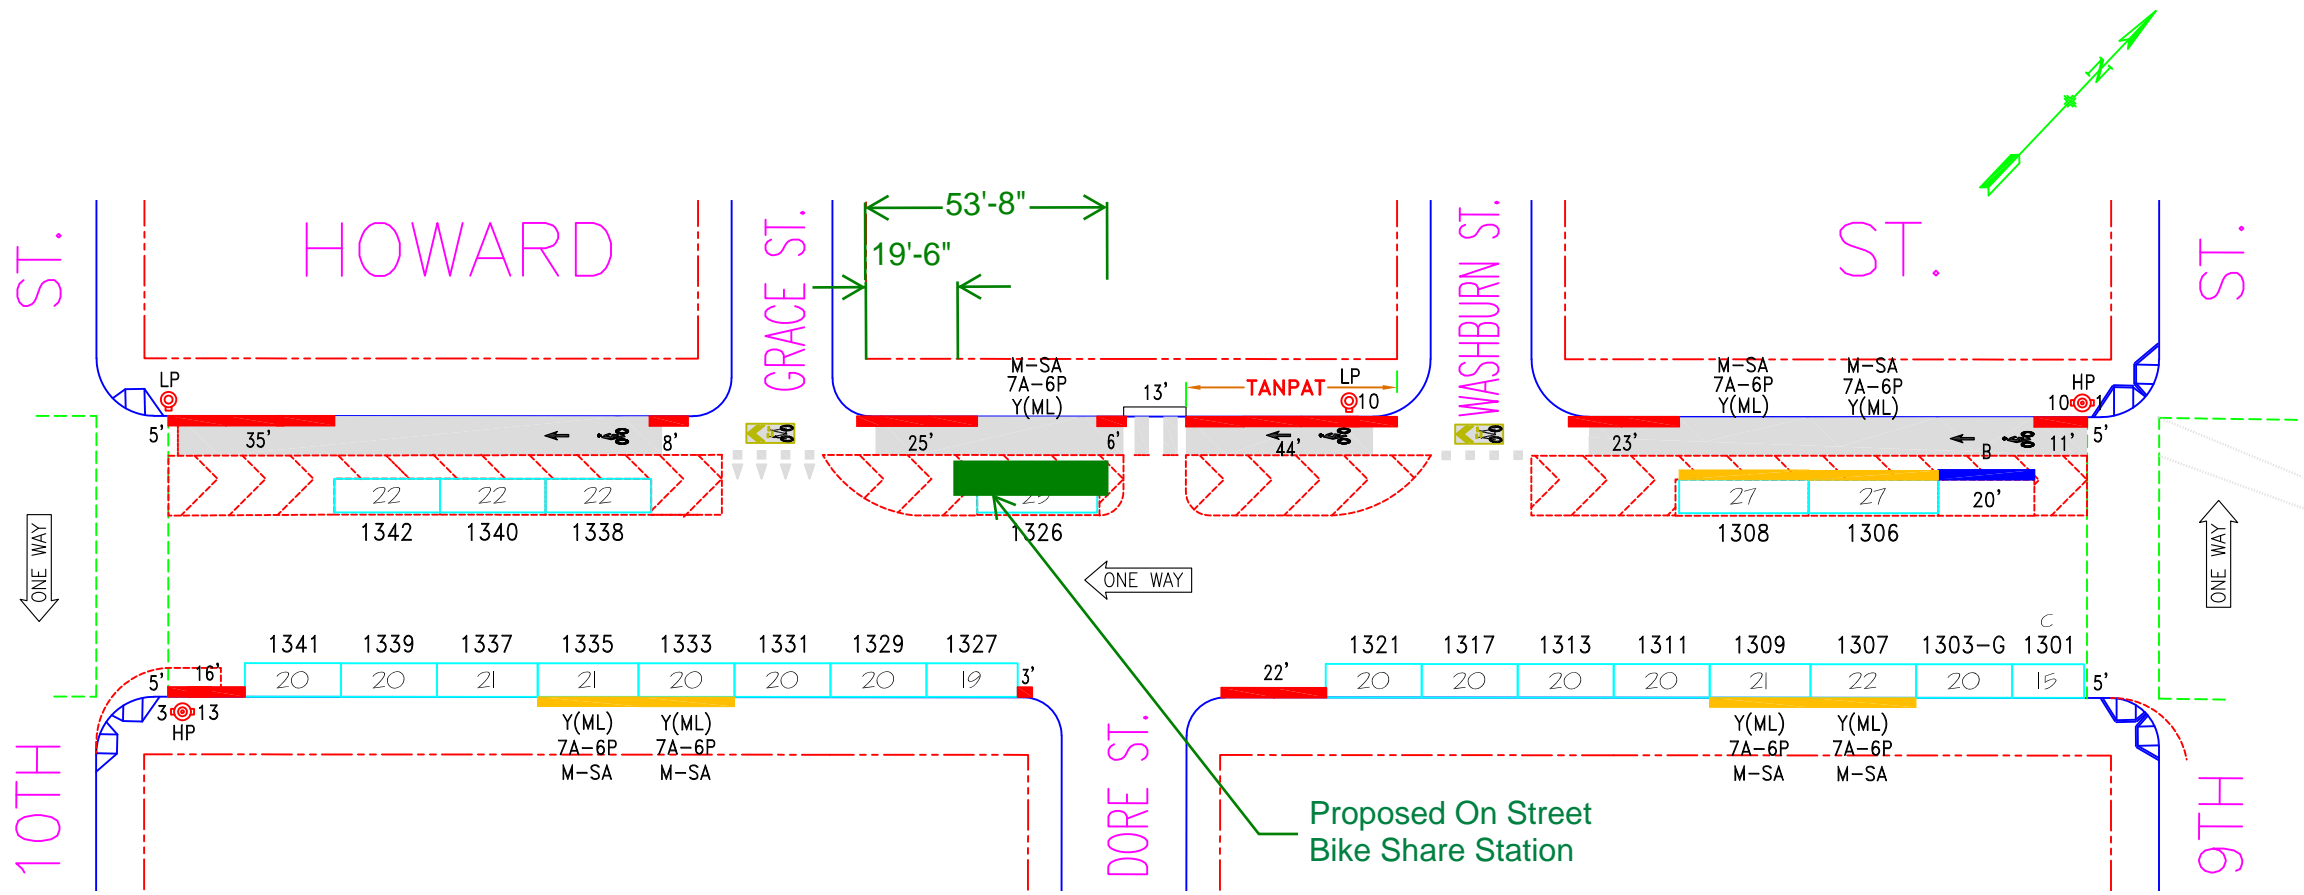 N
53'-8"
19'-6"
HOWARD
ST.
ST.
ST.
GRACE ST.
WASHBURN ST.
M-SA
7A-6P
Y(ML)
M-SA
7A-6P
Y(ML)
M-SA
7A-6P
Y(ML)
LP
13'
TANPAT
LP
10
HP
10
1
5'
35'
8'
25'
6'
44'
23'
B
11'
5'
22
22
22
27
27
20'
1342
1340
1338
1326
1308
1306
ONE WAY
ONE WAY
ONE WAY
C
1341
1339
1337
1335
1333
1331
1329
1327
1321
1317
1313
1311
1309
1307
1303-G
1301
5'
16'
20
20
21
21
20
20
20
19
3'
22'
20
20
20
20
21
22
20
15
5'
3
13
HP
Y(ML)
7A-6P
M-SA
Y(ML)
7A-6P
M-SA
Y(ML)
7A-6P
M-SA
Y(ML)
7A-6P
M-SA
10TH
DORE ST.
9TH
Proposed On Street
Bike Share Station